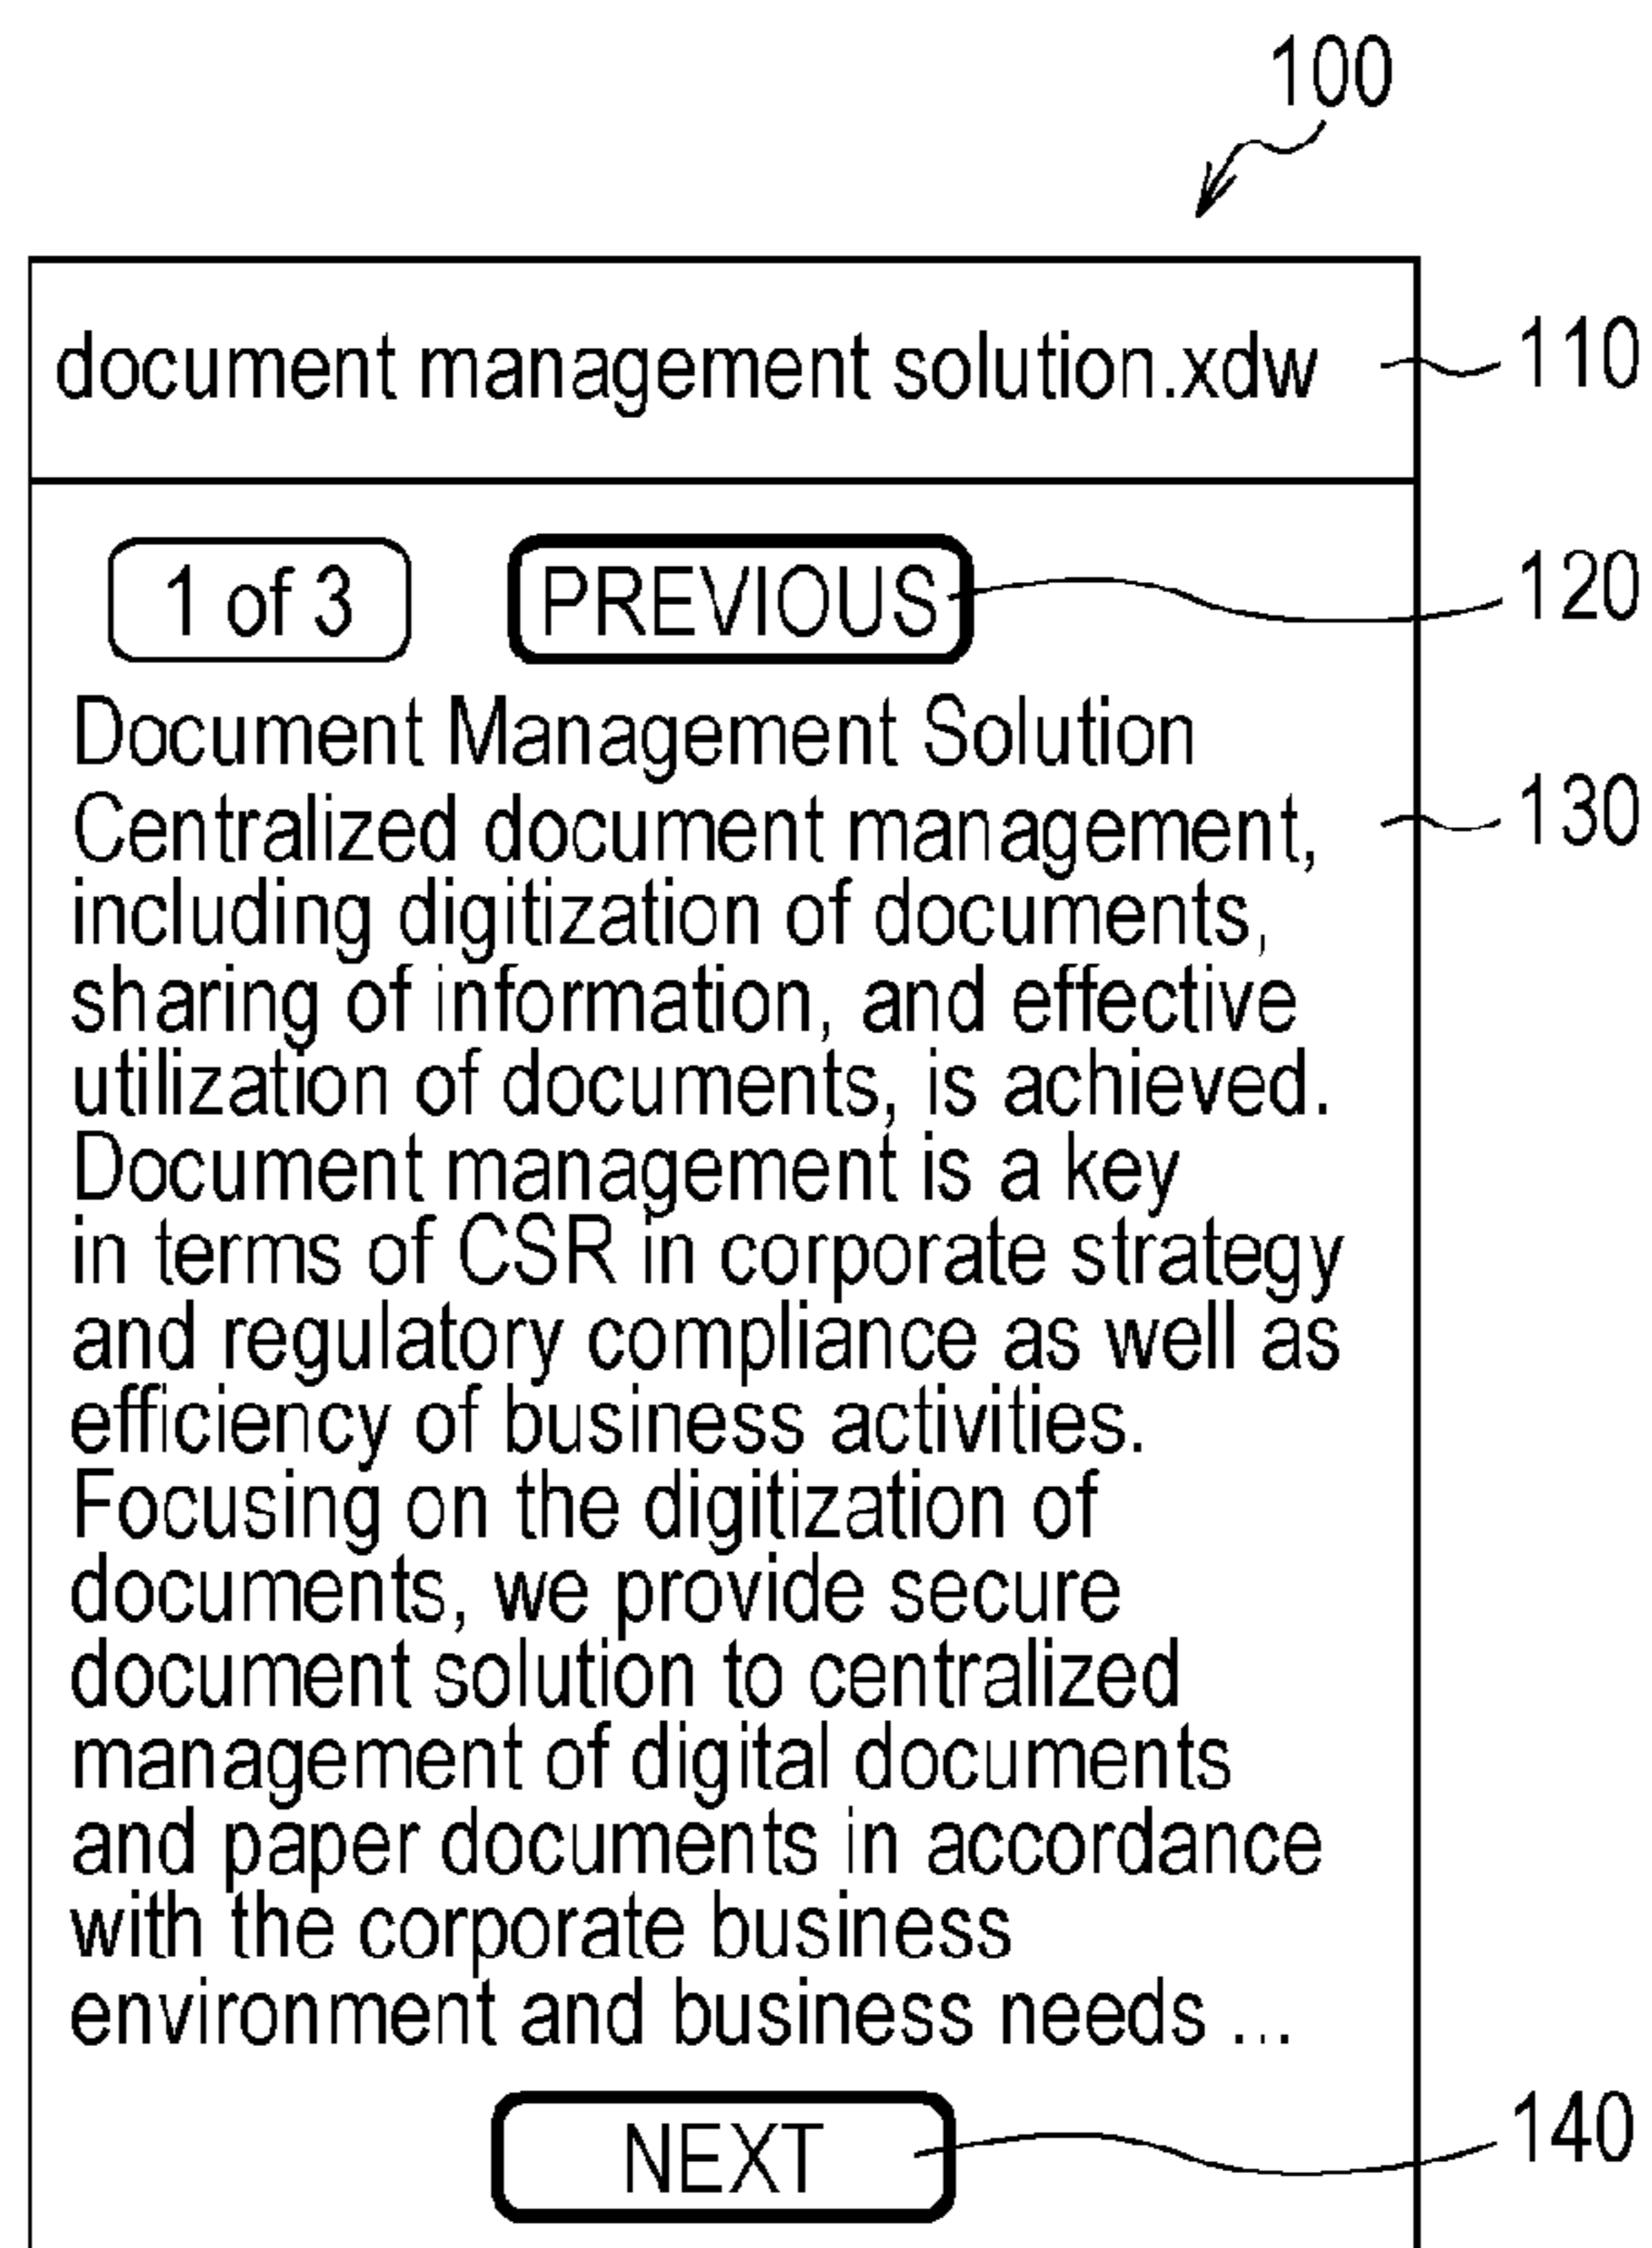 100
document management solution.xdw 110
1 of 3 PREVIOUS 120
Document Management Solution
Centralized document management, 130
including digitization of documents,
sharing of information, and effective
utilization of documents, is achieved.
Document management is a key
in terms of CSR in corporate strategy
and regulatory compliance as well as
efficiency of business activities.
Focusing on the digitization of
documents, we provide secure
document solution to centralized
management of digital documents
and paper documents in accordance
with the corporate business
environment and business needs ...
NEXT 140